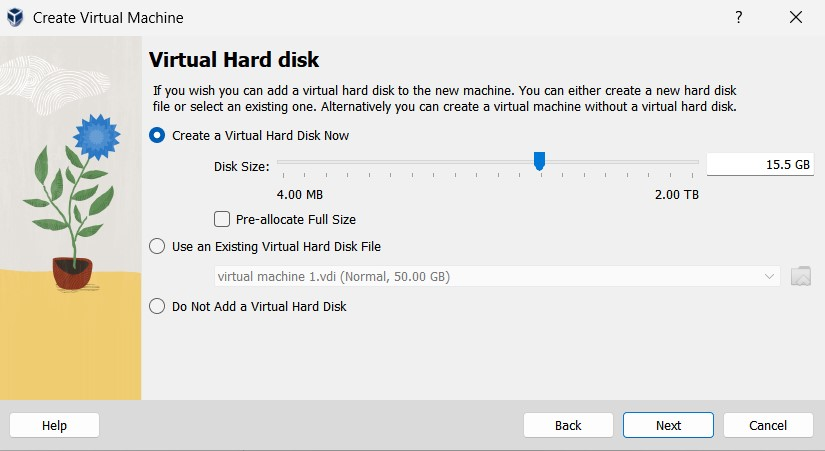 Create Virtual Machine
?
Virtual Hard disk
If you wish you can add a virtual hard disk to the new machine. You can either create a new hard disk
file or select an existing one. Alternatively you can create a virtual machine without a virtual hard disk.
Create a Virtual Hard Disk Now
Disk Size:
15.5 GB
4.00 MB
2.00 TB
Pre-allocate Full Size
Use an Existing Virtual Hard Disk File
virtual machine 1.vdi (Normal, 50.00 GB)
Do Not Add a Virtual Hard Disk
Help
Back
Next
Cancel